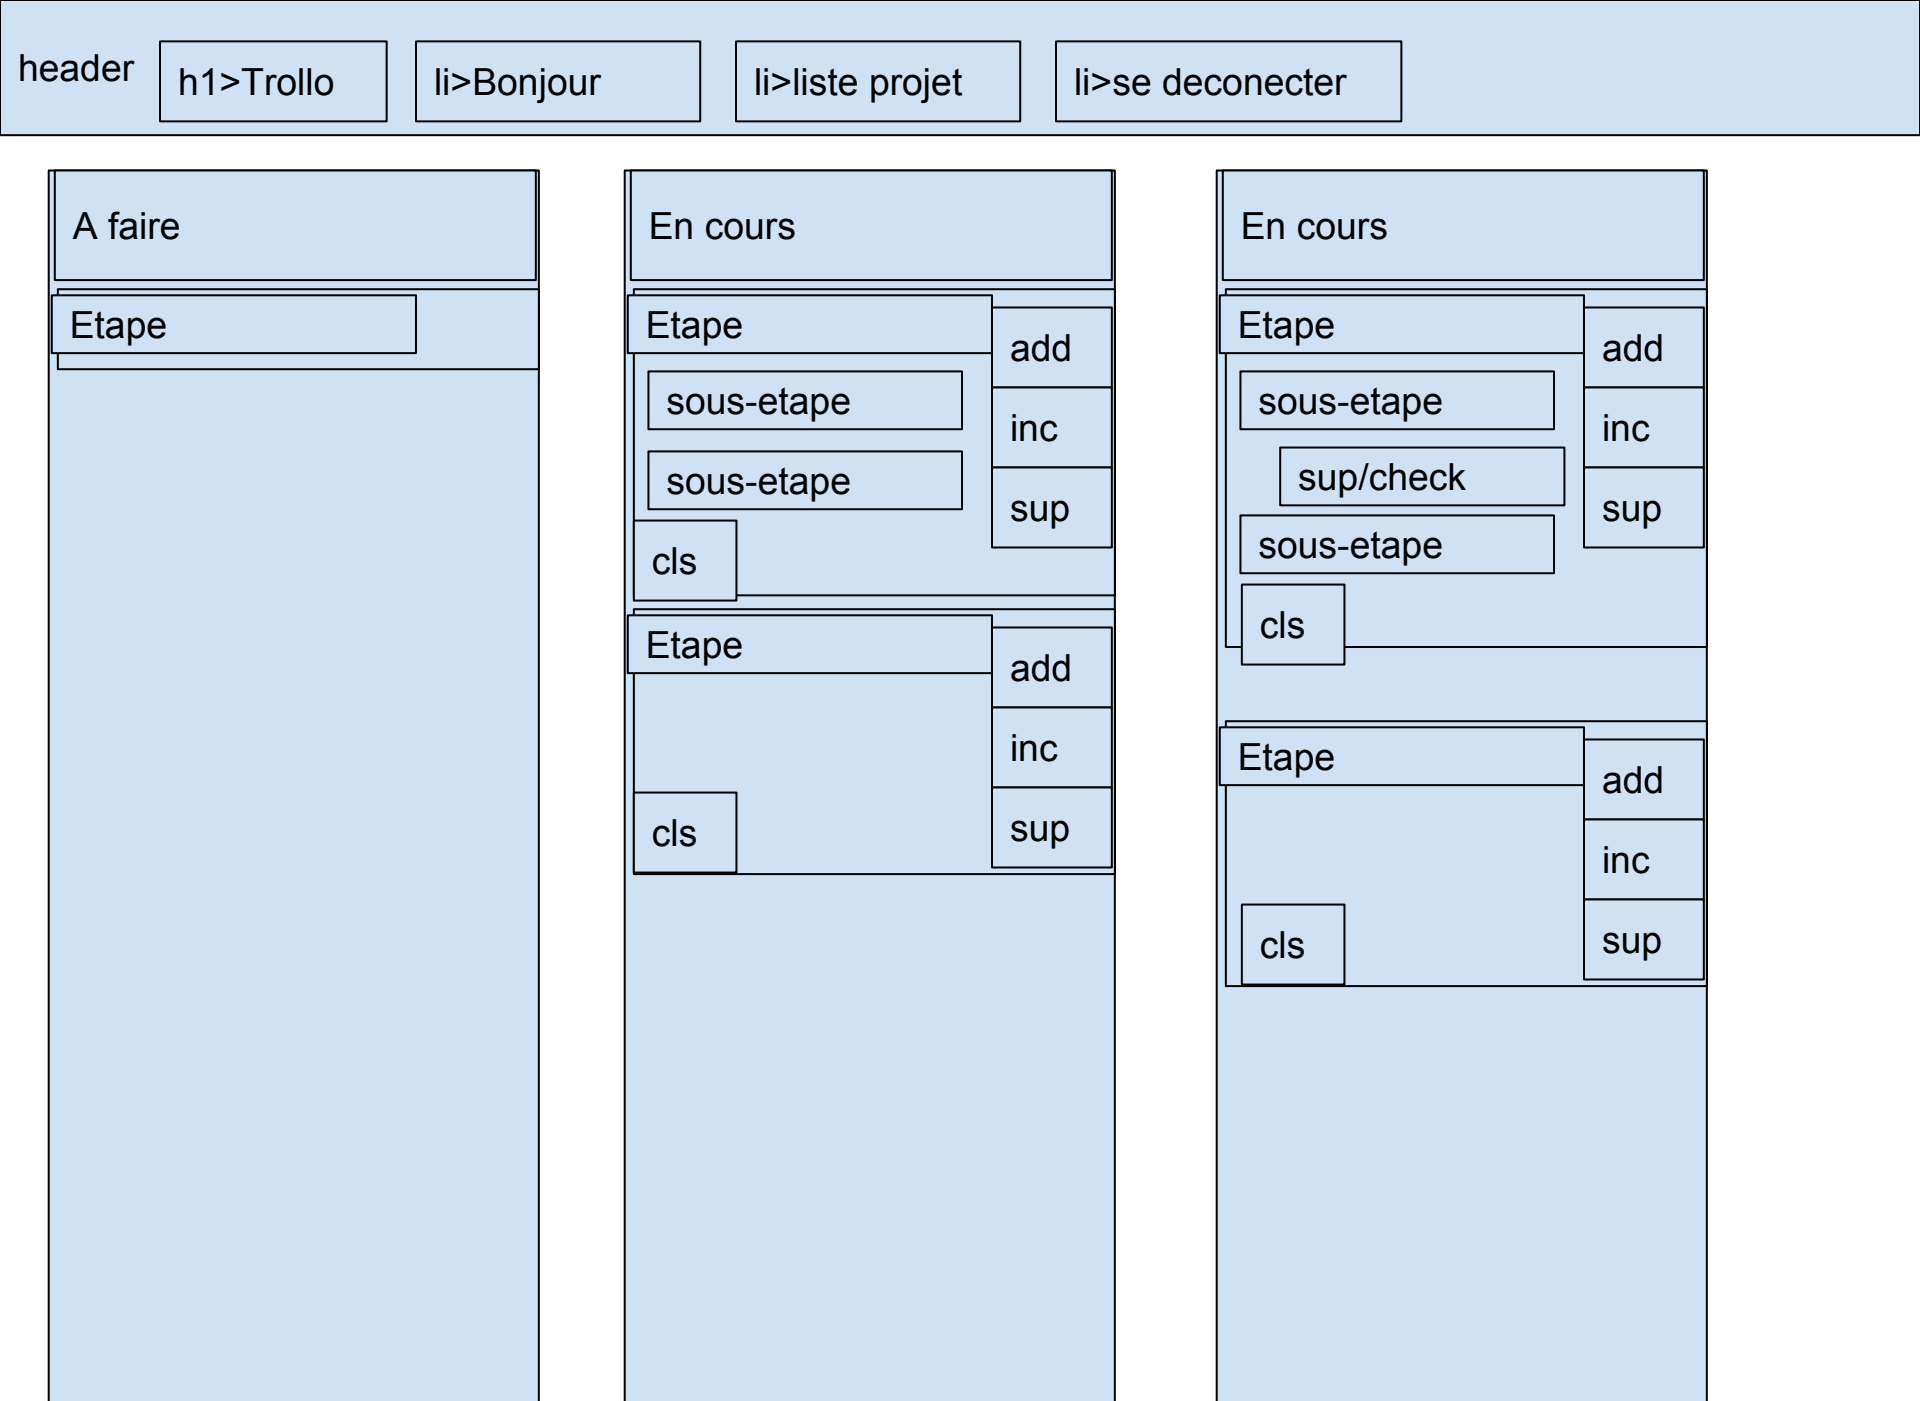 header
h1>Trollo
li>Bonjour
li>liste projet
li>se deconecter
A faire
Etape
En cours
Etape
add
sous-etape
inc
sous-etape
sup
cls
Etape
add
inc
cls
sup
En cours
Etape
add
sous-etape
inc
sup/check
sup
sous-etape
cls
Etape
add
inc
cls
sup